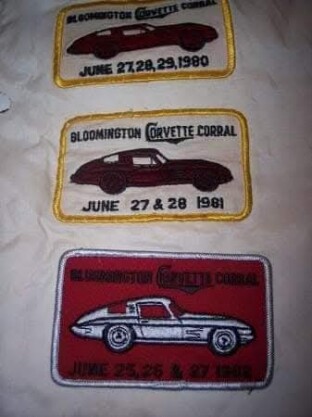 BLOOMINGTON CORVETTE CORRAL
JUNE 27,28,29,1980
BLOOMINGTON CORVETTE CORRAL
JUNE 27 & 28 1981
BLOOMINGTON CORVETTE CORRAL
JUNE 25, 26 & 27 1982